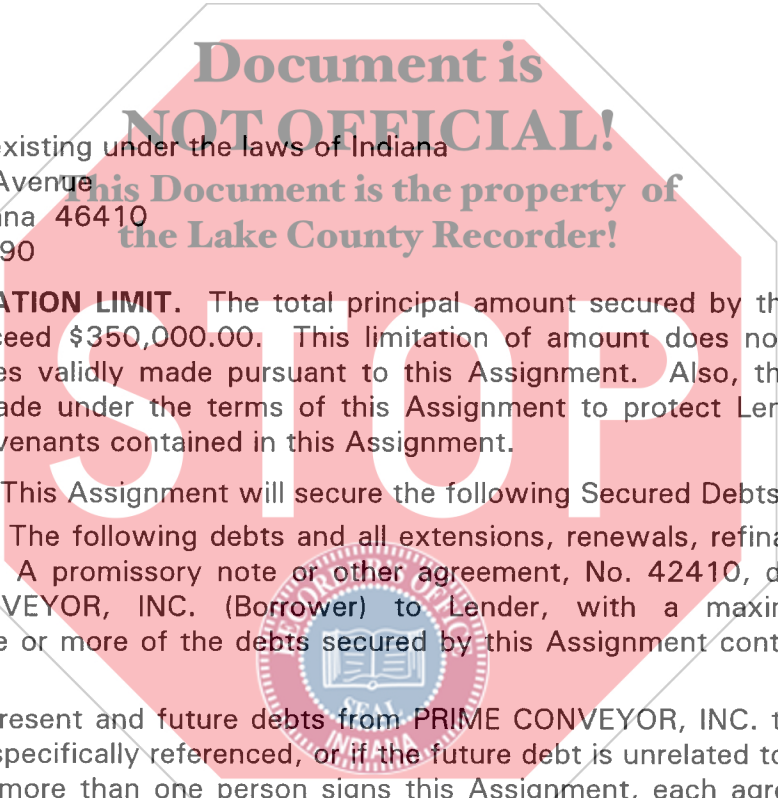 Document is
NOT OFFICIAL!
existing under the laws of Indiana
Avenue
This Document is the property of
ana 46410
the Lake County Recorder!
90
ATION LIMIT. The total principal amount secured by th
ceed $350,000.00. This limitation of amount does no
es validly made pursuant to this Assignment. Also, th
ade under the terms of this Assignment to protect Len
venants contained in this Assignment.
STOP
This Assignment will secure the following Secured Debts
The following debts and all extensions, renewals, refina
A promissory note or other agreement, No. 42410, d
VEYOR, INC. (Borrower) to Lender, with a maxi
e or more of the debts secured by this Assignment cont
RECORDER'S OFFICE
SEAL
INDIANA
resent and future debts from PRIME CONVEYOR, INC. t
specifically referenced, or if the future debt is unrelated to
more than one person signs this Assignment, each agre